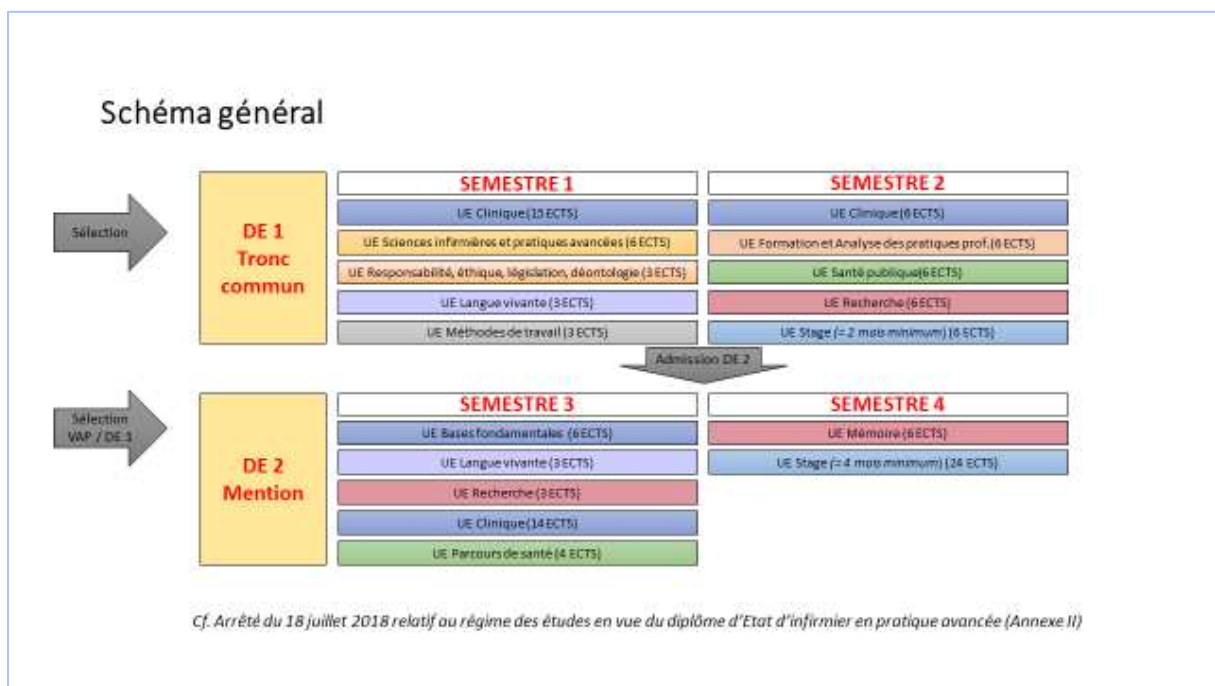 Schéma général
Sélection
DE 1
Tronc
commun
SEMESTRE 1
UE Clinique (15 ECTS)
UE Sciences infirmières et pratiques avancées (6 ECTS)
UE Responsabilité, éthique, législation, déontologie (3 ECTS)
UE Langue vivante (3 ECTS)
UE Méthodes de travail (3 ECTS)
SEMESTRE 2
UE Clinique (6 ECTS)
UE Formation et Analyse des pratiques prof. (6 ECTS)
UE Santé publique(6 ECTS)
UE Recherche (6 ECTS)
UE Stage (= 2 mois minimum) (6 ECTS)
Admission DE 2
Sélection
VAP / DE 1
DE 2
Mention
SEMESTRE 3
UE Bases fondamentales (6 ECTS)
UE Langue vivante (3 ECTS)
UE Recherche (3 ECTS)
UE Clinique (14 ECTS)
UE Parcours de santé (4 ECTS)
SEMESTRE 4
UE Mémoire (6 ECTS)
UE Stage (= 4 mois minimum) (24 ECTS)
Cf. Arrêté du 18 juillet 2018 relatif au régime des études en vue du diplôme d'Etat d'infirmier en pratique avancée (Annexe II)